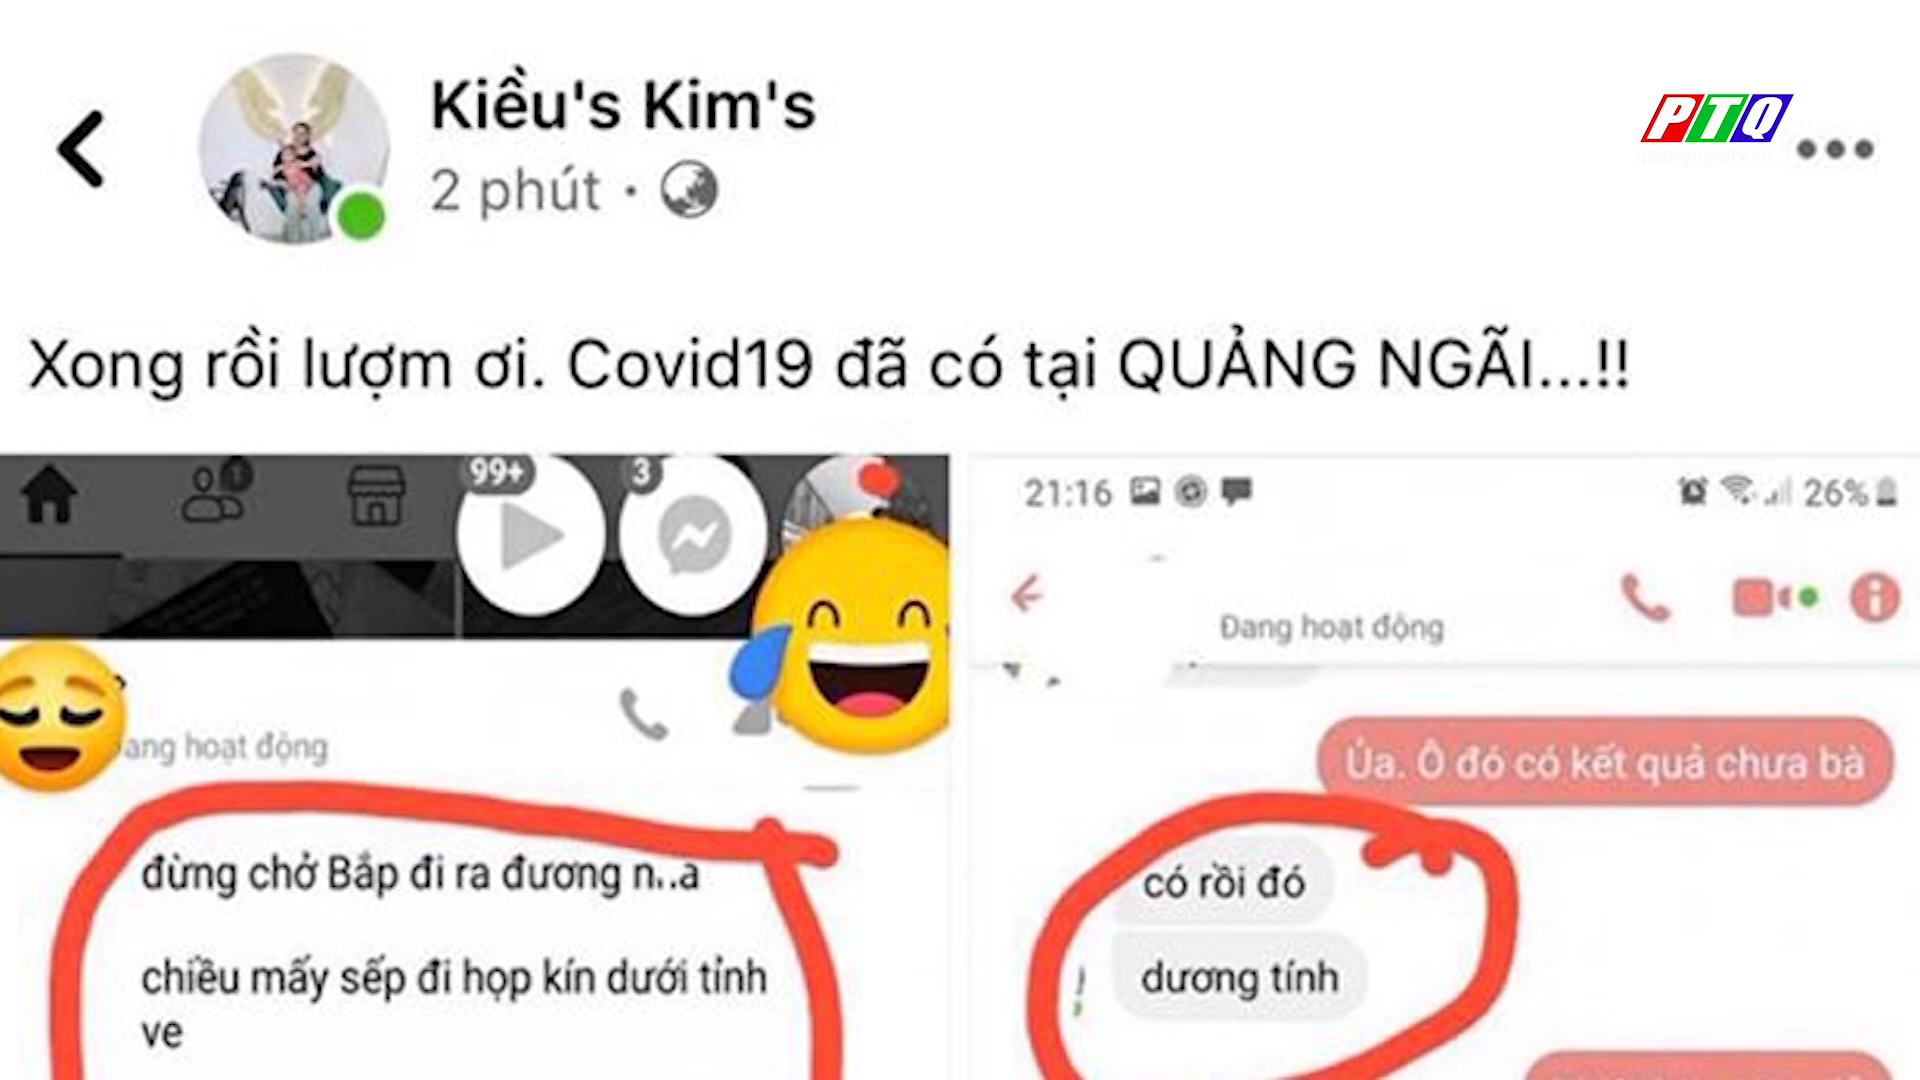 Kiều's Kim's
PTQ
2 phút ·
Xong rồi lượm ơi. Covid19 đã có tại QUẢNG NGÃI...!!
1
99+
3
ang hoạt động
đừng chở Bắp đi ra đương n..a
chiều mấy sếp đi họp kín dưới tỉnh
ve
21:16
26%
Đang hoạt động
Ủa. Ô đó có kết quả chưa bà
có rồi đó
dương tính